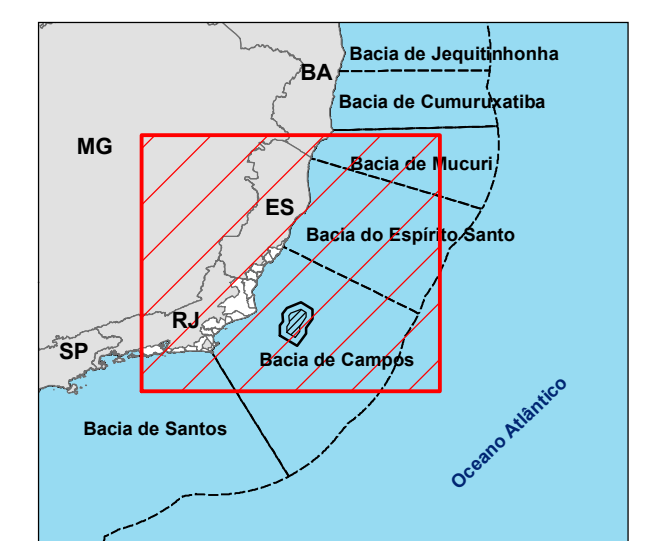 Bacia de Jequitinhonha
BA
Bacia de Cumuruxatiba
MG
Bacia de Mucuri
ES
Bacia do Espírito Santo
RJ
SP
Bacia de Campos
Bacia de Santos
Oceano Atlântico